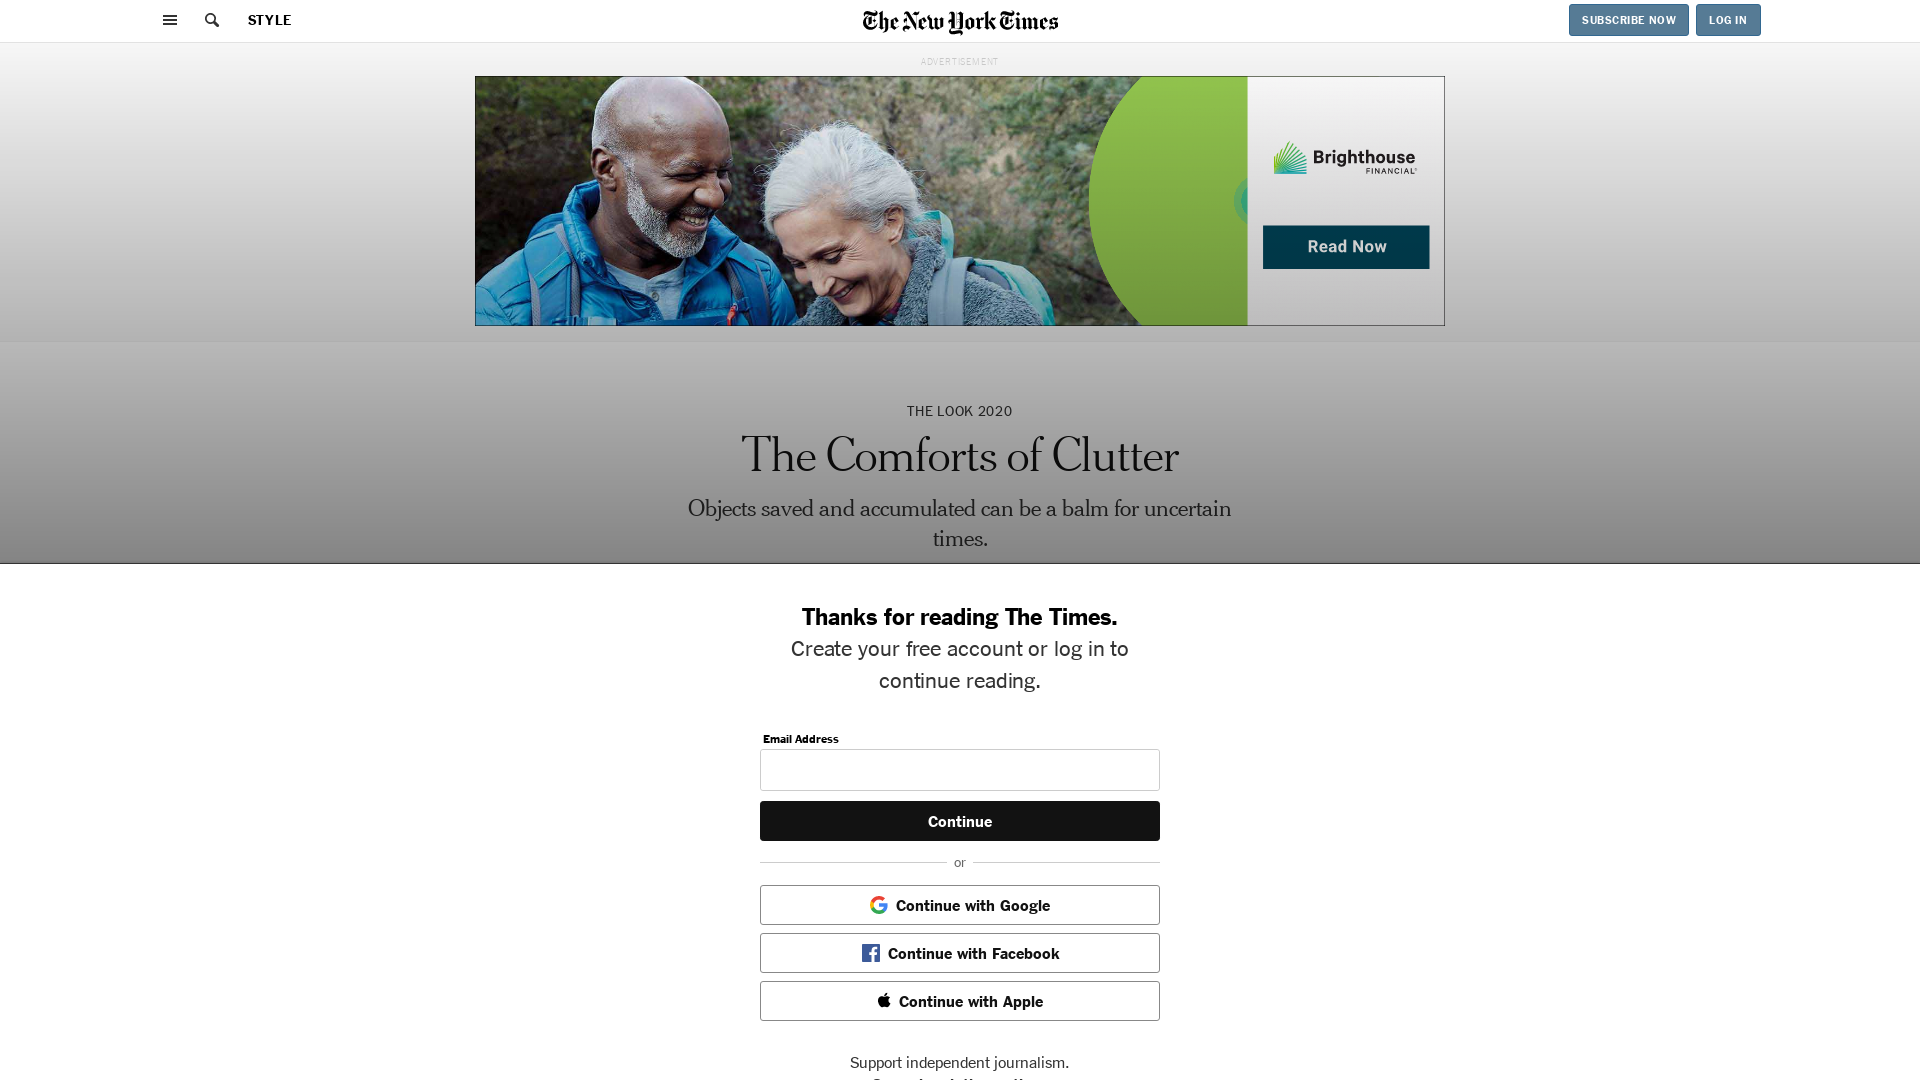 STYLE
The New York Times
SUBSCRIBE NOW
LOG IN
ADVERTISEMENT
Brighthouse
FINANCIAL
Read Now
THE LOOK 2020
The Comforts of Clutter
Objects saved and accumulated can be a balm for uncertain
times.
Thanks for reading The Times.
Create your free account or log in to
continue reading.
Email Address
Continue
or
Continue with Google
Continue with Facebook
Continue with Apple
Support independent journalism.